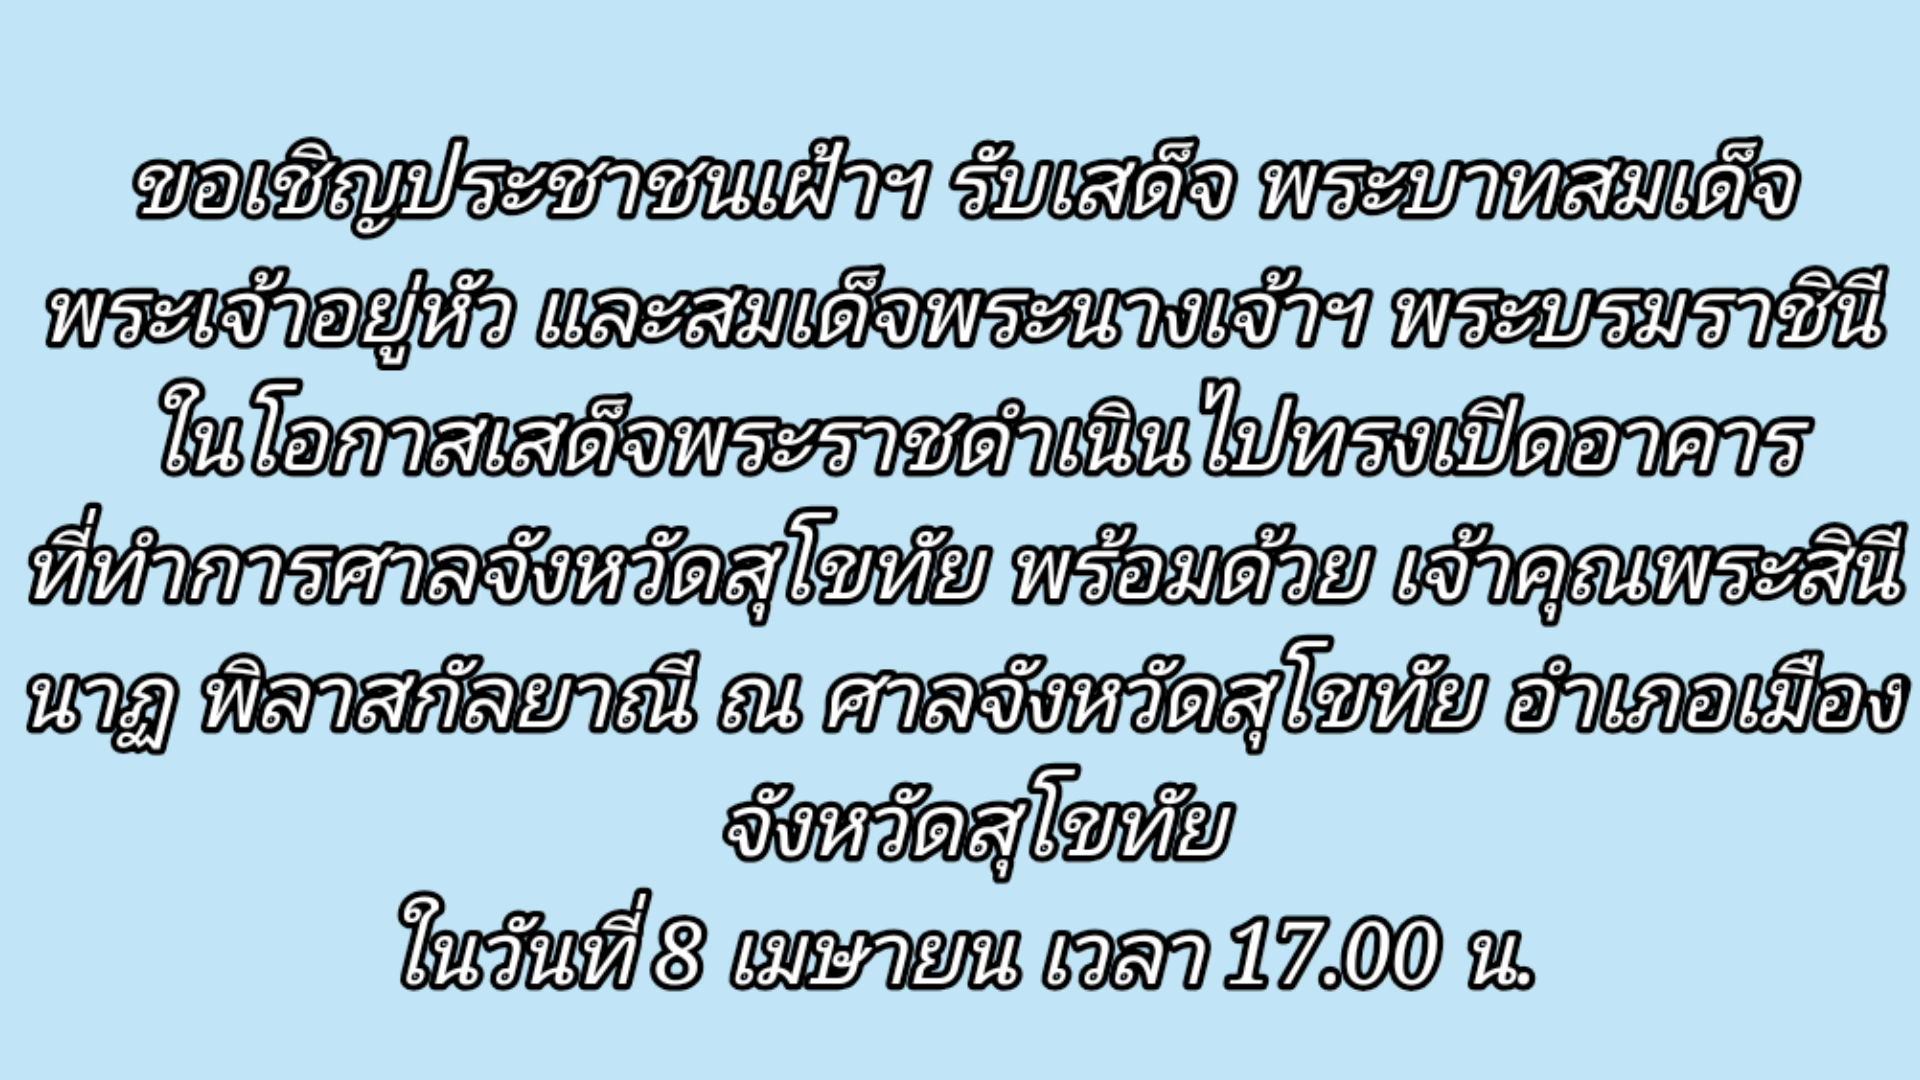 ขอเชิญประชาชนเฝ้าฯ รับเสด็จ พระบาทสมเด็จ
พระเจ้าอยู่หัว และสมเด็จพระนางเจ้าฯ พระบรมราชินี
ในโอกาสเสด็จพระราชดำเนินไปทรงเปิดอาคาร
ที่ทำการศาลจังหวัดสุโขทัย พร้อมด้วย เจ้าคุณพระสินี
นาฏ พิลาสกัลยาณี ณ ศาลจังหวัดสุโขทัย อำเภอเมือง
จังหวัดสุโขทัย
ในวันที่ 8 เมษายน เวลา 17.00 น.